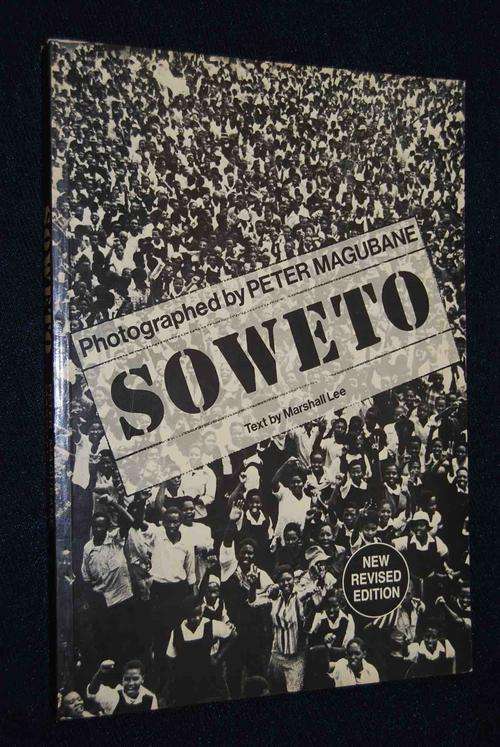 Photographed by PETER MAGUBANE
SOWETO
Text by Marshall Lee
NEW
REVISED
EDITION